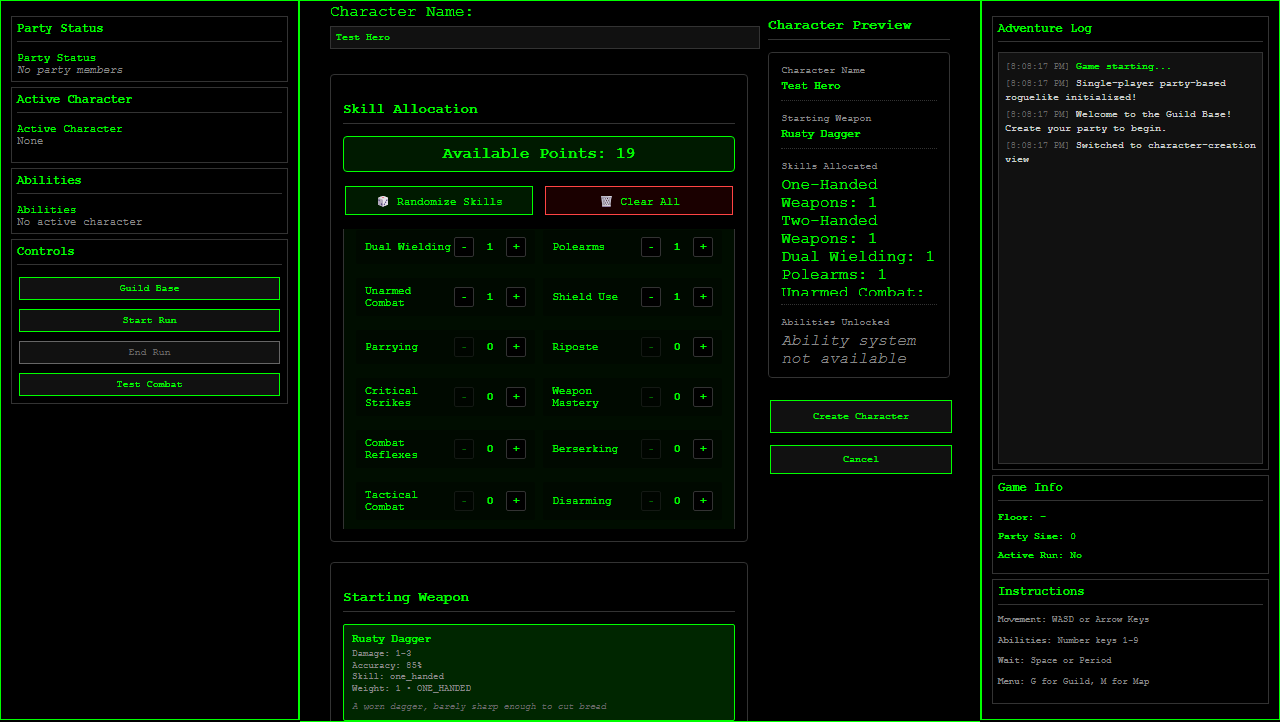 Party Status
Party Status
No party members
Active Character
Active Character
None
Abilities
Abilities
No active character
Controls
Guild Base
Start Run
End Run
Test Combat
Character Name:
Test Hero
Skill Allocation
Available Points: 19
🎲 Randomize Skills
🗑️ Clear All
Dual Wielding - 1 +
Polearms - 1 +
Unarmed
Combat - 1 +
Shield Use - 1 +
Parrying - 0 +
Riposte - 0 +
Critical
Strikes - 0 +
Weapon
Mastery - 0 +
Combat
Reflexes - 0 +
Berserking - 0 +
Tactical
Combat - 0 +
Disarming - 0 +
Starting Weapon
Rusty Dagger
Damage: 1-3
Accuracy: 85%
Skill: one_handed
Weight: 1 • ONE_HANDED
A worn dagger, barely sharp enough to cut bread
Character Preview
Character Name
Test Hero
Starting Weapon
Rusty Dagger
Skills Allocated
One-Handed
Weapons: 1
Two-Handed
Weapons: 1
Dual Wielding: 1
Polearms: 1
Unarmed Combat:
Abilities Unlocked
Ability system
not available
Create Character
Cancel
Adventure Log
[8:08:17 PM] Game starting...
[8:08:17 PM] Single-player party-based
roguelike initialized!
[8:08:17 PM] Welcome to the Guild Base!
Create your party to begin.
[8:08:17 PM] Switched to character-creation
view
Game Info
Floor: -
Party Size: 0
Active Run: No
Instructions
Movement: WASD or Arrow Keys
Abilities: Number keys 1-9
Wait: Space or Period
Menu: G for Guild, M for Map